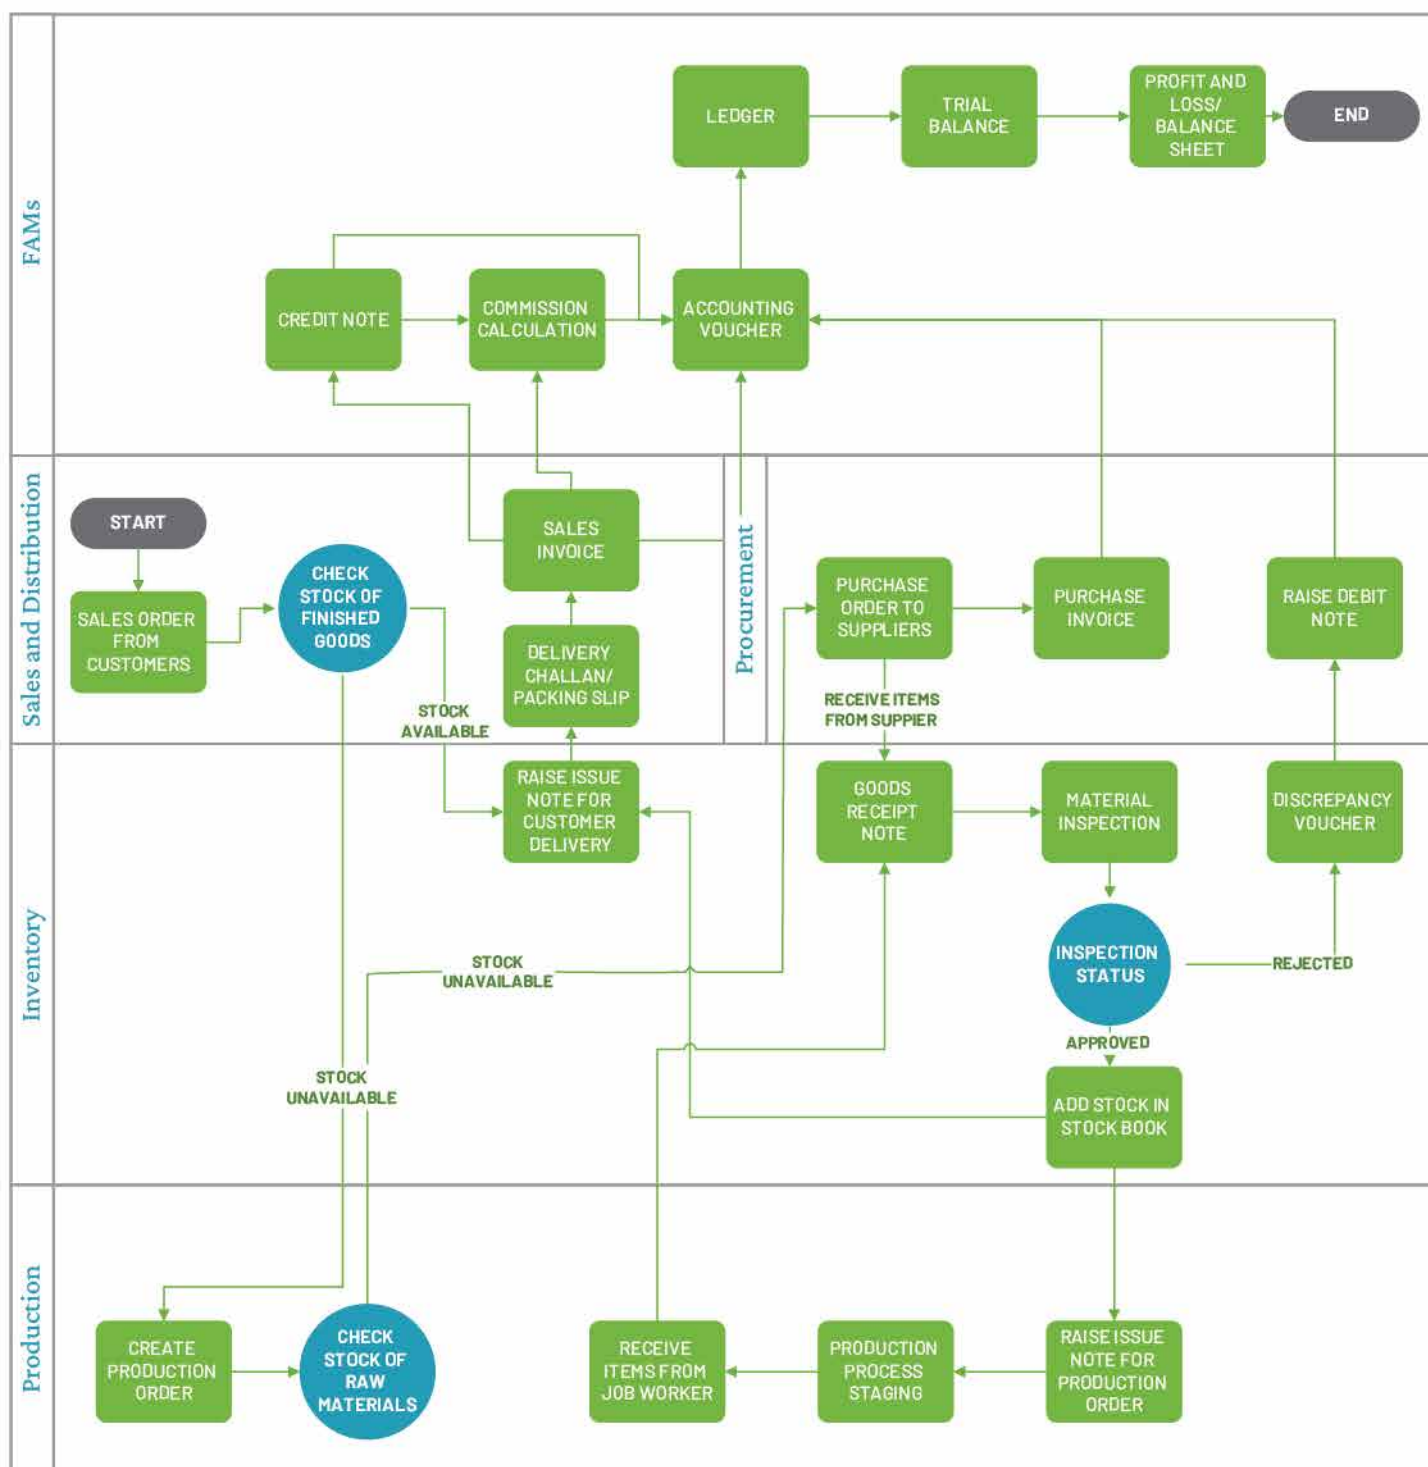 FAMs
LEDGER
TRIAL
BALANCE
PROFIT AND
LOSS/
BALANCE
SHEET
END
CREDIT NOTE
COMMISSION
CALCULATION
ACCOUNTING
VOUCHER
Sales and Distribution
START
SALES ORDER
FROM
CUSTOMERS
CHECK
STOCK OF
FINISHED
GOODS
STOCK
AVAILABLE
SALES
INVOICE
DELIVERY
CHALLAN/
PACKING SLIP
Procurement
PURCHASE
ORDER TO
SUPPLIERS
PURCHASE
INVOICE
RAISE DEBIT
NOTE
RECEIVE ITEMS
FROM SUPPIER
Inventory
RAISE ISSUE
NOTE FOR
CUSTOMER
DELIVERY
GOODS
RECEIPT
NOTE
MATERIAL
INSPECTION
DISCREPANCY
VOUCHER
STOCK
UNAVAILABLE
INSPECTION
STATUS
REJECTED
APPROVED
STOCK
UNAVAILABLE
ADD STOCK IN
STOCK BOOK
Production
CREATE
PRODUCTION
ORDER
CHECK
STOCK OF
RAW
MATERIALS
RECEIVE
ITEMS FROM
JOB WORKER
PRODUCTION
PROCESS
STAGING
RAISE ISSUE
NOTE FOR
PRODUCTION
ORDER